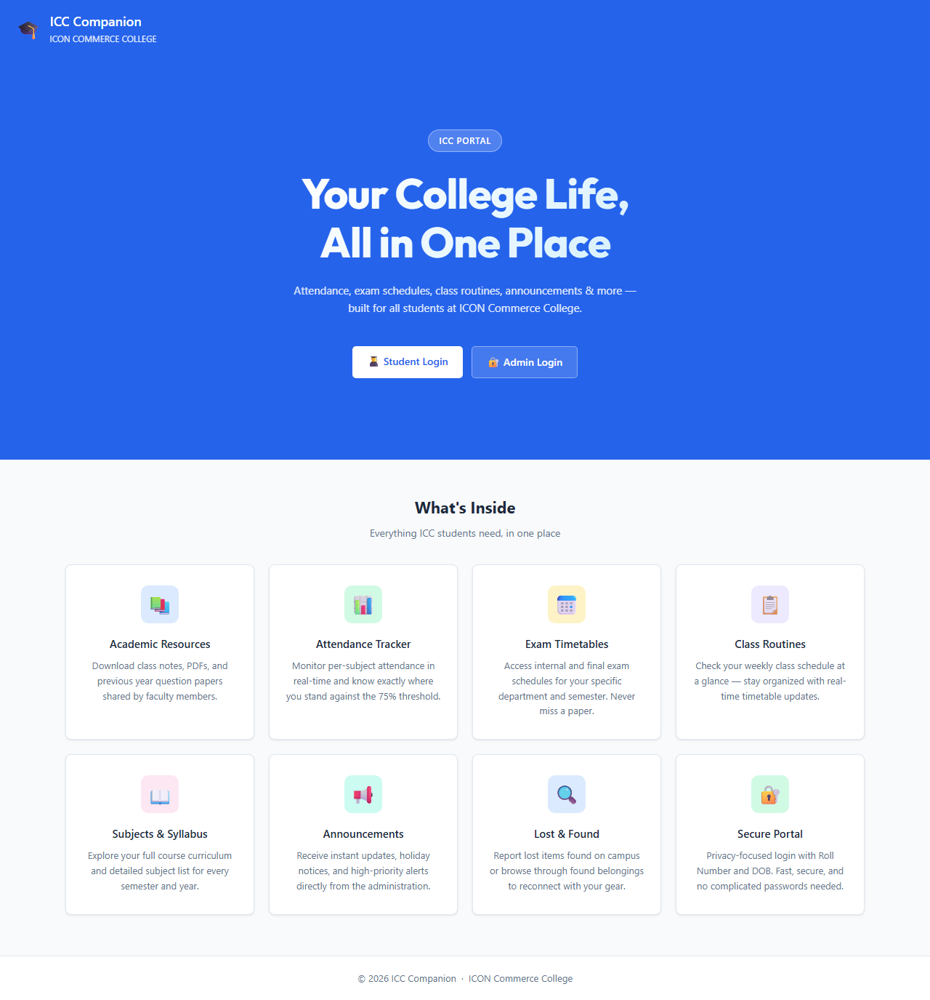 ICC Companion
ICON COMMERCE COLLEGE
ICC PORTAL
Your College Life,
All in One Place
Attendance, exam schedules, class routines, announcements & more —
built for all students at ICON Commerce College.
Student Login
Admin Login
What's Inside
Everything ICC students need, in one place
Academic Resources
Download class notes, PDFs, and
previous year question papers
shared by faculty members.
Attendance Tracker
Monitor per-subject attendance in
real-time and know exactly where
you stand against the 75% threshold.
Exam Timetables
Access internal and final exam
schedules for your specific
department and semester. Never
miss a paper.
Class Routines
Check your weekly class schedule at
a glance — stay organized with real-
time timetable updates.
Subjects & Syllabus
Explore your full course curriculum
and detailed subject list for every
semester and year.
Announcements
Receive instant updates, holiday
notices, and high-priority alerts
directly from the administration.
Lost & Found
Report lost items found on campus
or browse through found belongings
to reconnect with your gear.
Secure Portal
Privacy-focused login with Roll
Number and DOB. Fast, secure, and
no complicated passwords needed.
© 2026 ICC Companion · ICON Commerce College